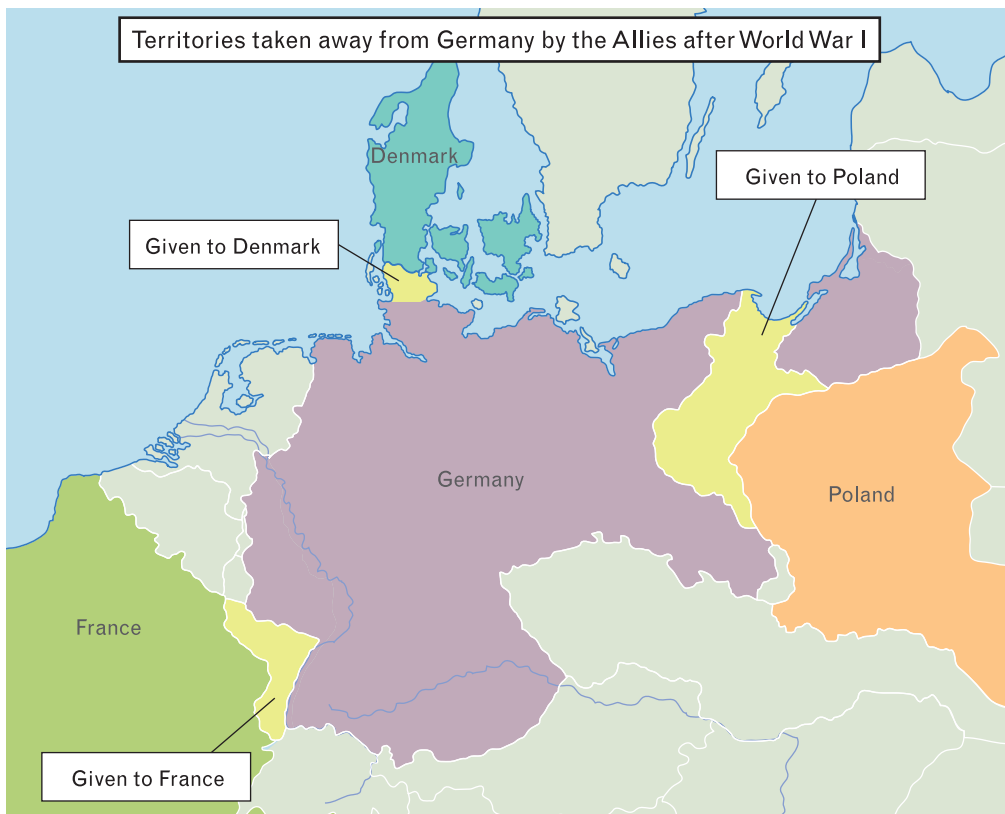 Territories taken away from Germany by the Allies after World War I
Denmark
Given to Poland
Given to Denmark
Germany
Poland
France
Given to France